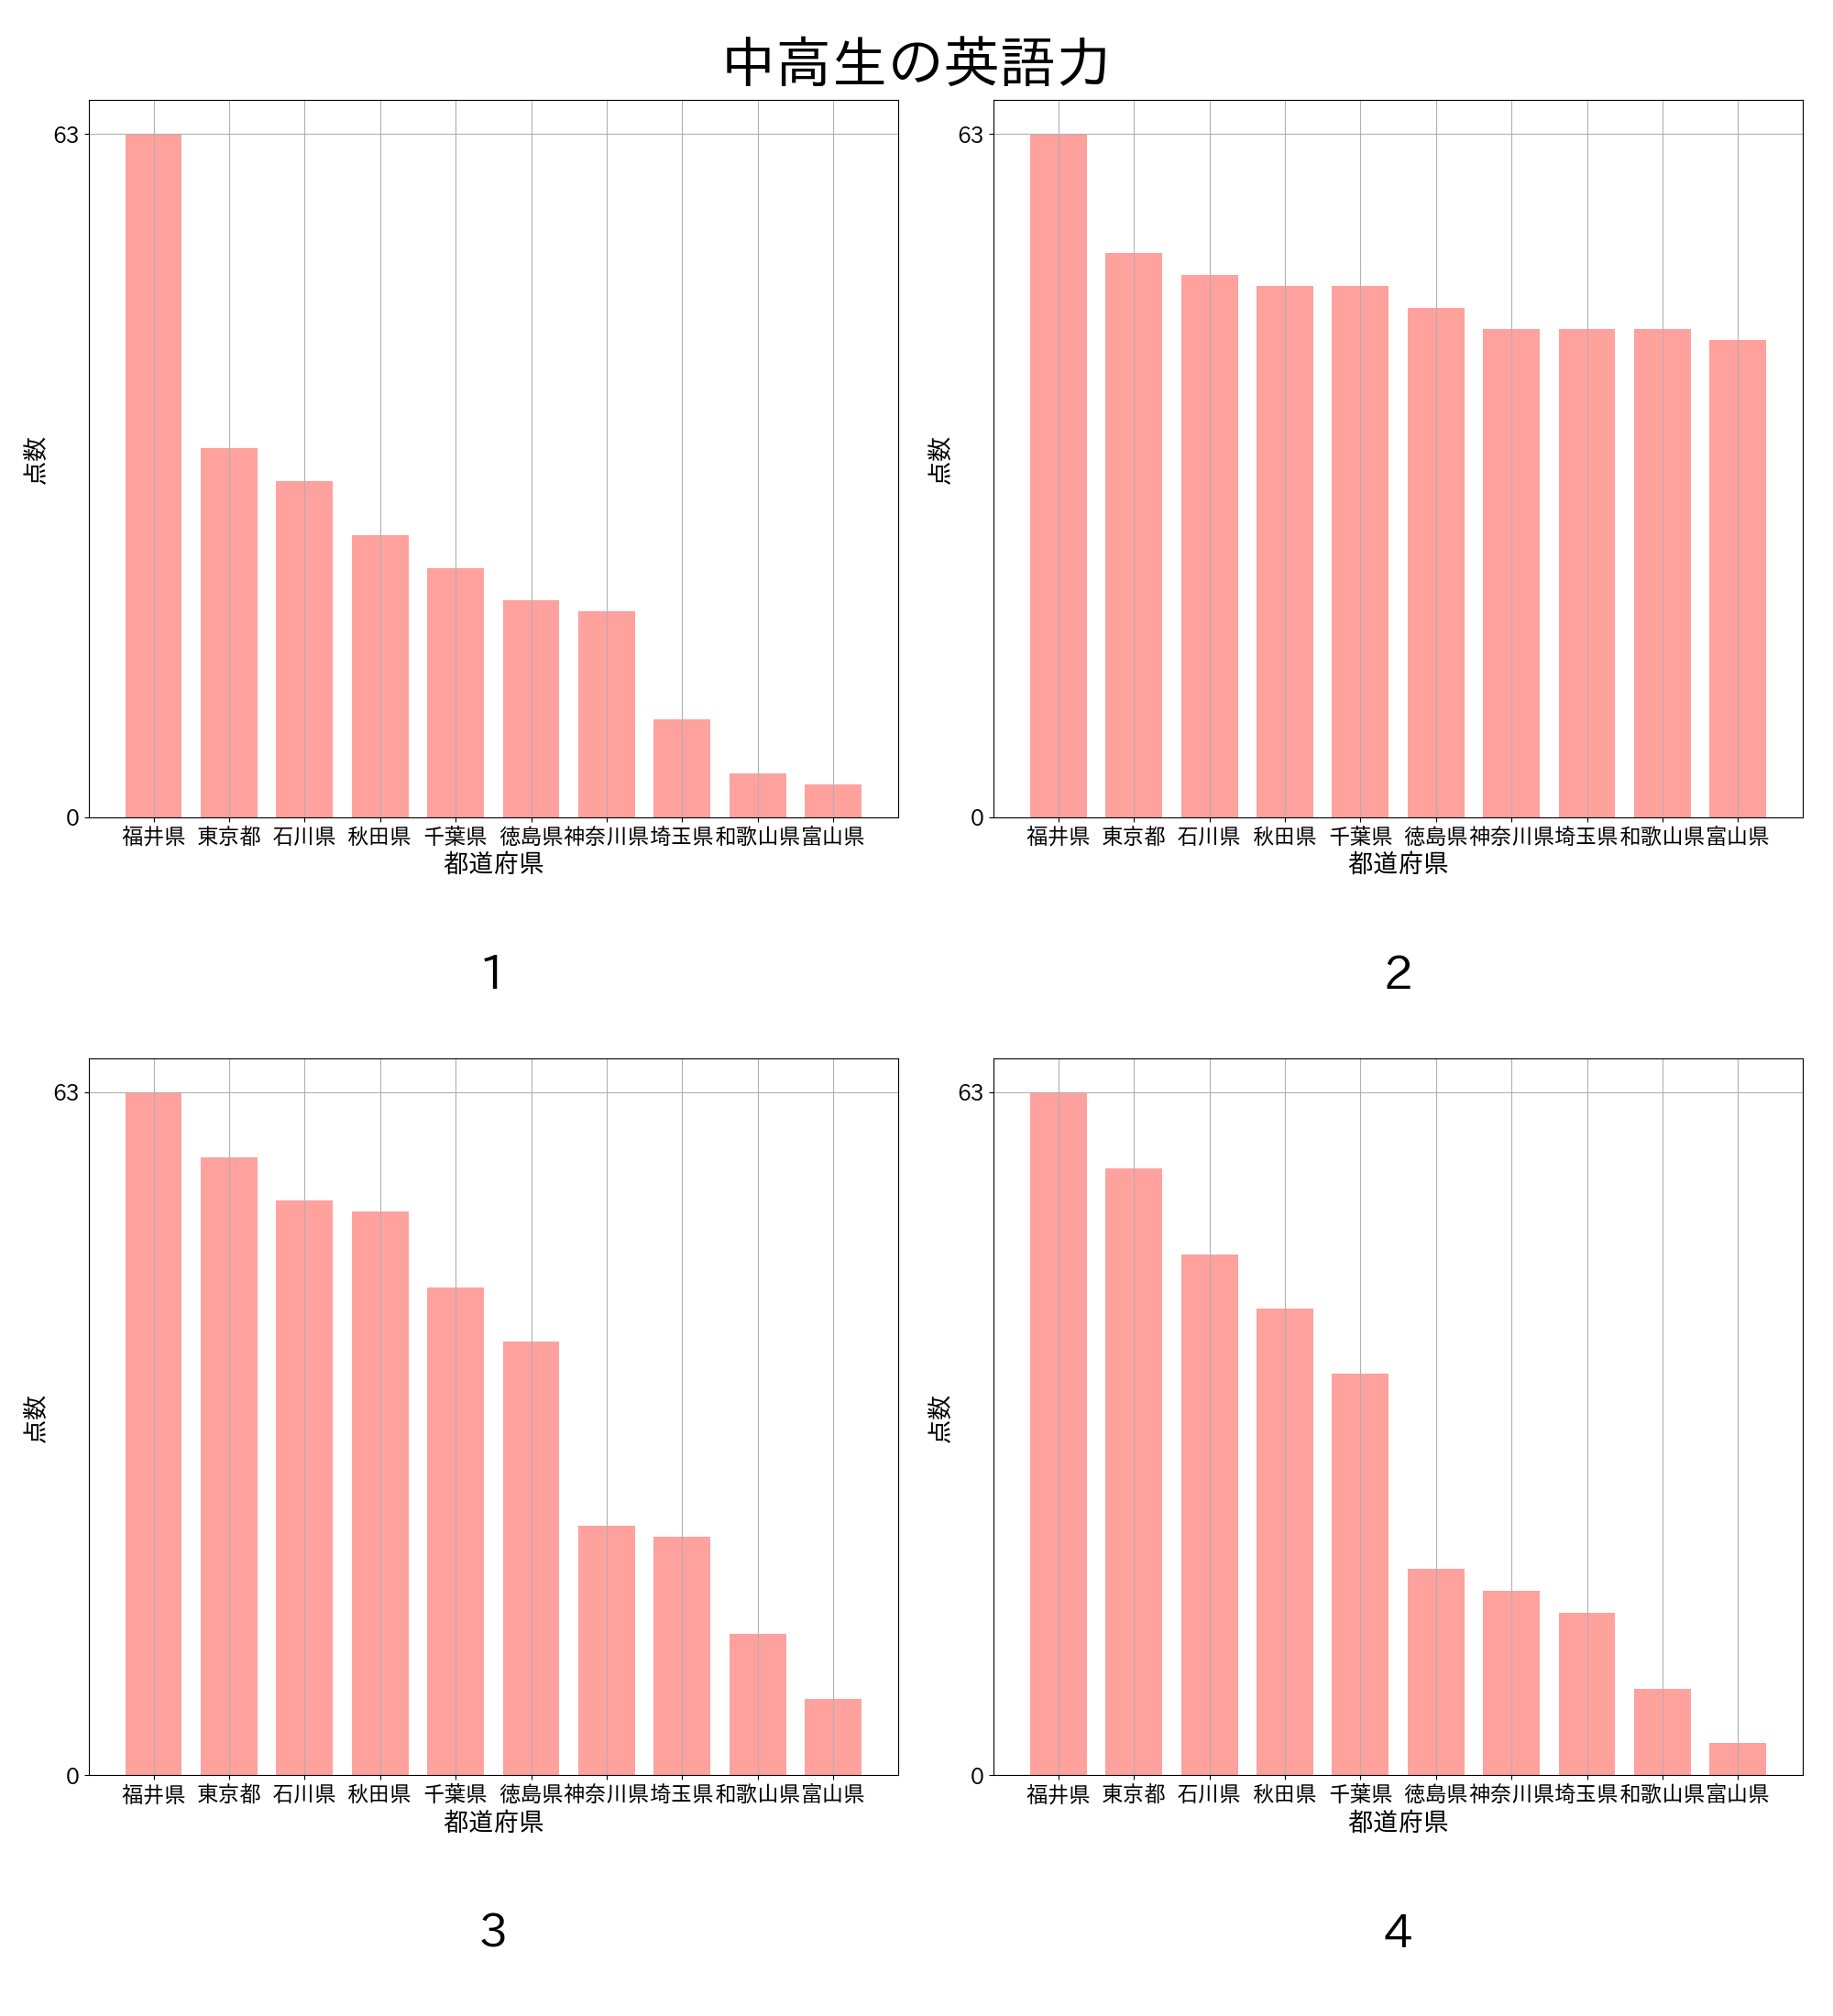 中高生の英語力
63
点数
0
福井県 東京都 石川県 秋田県 千葉県 徳島県 神奈川県 埼玉県 和歌山県 富山県
都道府県
1
63
点数
0
福井県 東京都 石川県 秋田県 千葉県 徳島県 神奈川県 埼玉県 和歌山県 富山県
都道府県
2
63
点数
0
福井県 東京都 石川県 秋田県 千葉県 徳島県 神奈川県 埼玉県 和歌山県 富山県
都道府県
3
63
点数
0
福井県 東京都 石川県 秋田県 千葉県 徳島県 神奈川県 埼玉県 和歌山県 富山県
都道府県
4